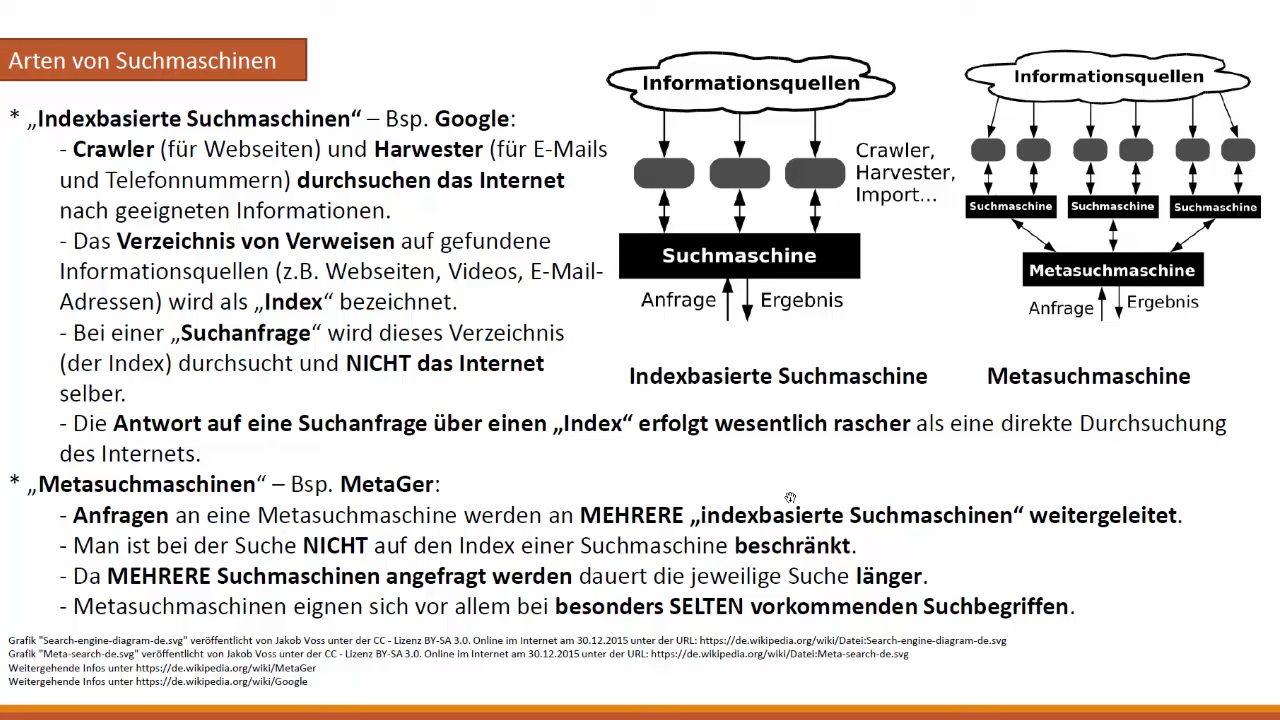 Arten von Suchmaschinen
* „Indexbasierte Suchmaschinen“ – Bsp. Google:
- Crawler (für Webseiten) und Harwester (für E-Mails
und Telefonnummern) durchsuchen das Internet
nach geeigneten Informationen.
- Das Verzeichnis von Verweisen auf gefundene
Informationsquellen (z.B. Webseiten, Videos, E-Mail-
Adressen) wird als „Index“ bezeichnet.
- Bei einer „Suchanfrage“ wird dieses Verzeichnis
(der Index) durchsucht und NICHT das Internet
selber.
- Die Antwort auf eine Suchanfrage über einen „Index“ erfolgt wesentlich rascher als eine direkte Durchsuchung
des Internets.
* „Metasuchmaschinen“ – Bsp. MetaGer:
- Anfragen an eine Metasuchmaschine werden an MEHRERE „indexbasierte Suchmaschinen“ weitergeleitet.
- Man ist bei der Suche NICHT auf den Index einer Suchmaschine beschränkt.
- Da MEHRERE Suchmaschinen angefragt werden dauert die jeweilige Suche länger.
- Metasuchmaschinen eignen sich vor allem bei besonders SELTEN vorkommenden Suchbegriffen.
Informationsquellen
Crawler,
Harvester,
Import...
Suchmaschine
Anfrage Ergebnis
Indexbasierte Suchmaschine
Informationsquellen
Suchmaschine Suchmaschine Suchmaschine
Metasuchmaschine
Anfrage Ergebnis
Metasuchmaschine
Grafik "Search-engine-diagram-de.svg" veröffentlicht von Jakob Voss unter der CC - Lizenz BY-SA 3.0. Online im Internet am 30.12.2015 unter der URL: https://de.wikipedia.org/wiki/Datei:Search-engine-diagram-de.svg
Grafik "Meta-search-de.svg" veröffentlicht von Jakob Voss unter der CC - Lizenz BY-SA 3.0. Online im Internet am 30.12.2015 unter der URL: https://de.wikipedia.org/wiki/Datei:Meta-search-de.svg
Weitergehende Infos unter https://de.wikipedia.org/wiki/MetaGer
Weitergehende Infos unter https://de.wikipedia.org/wiki/Google